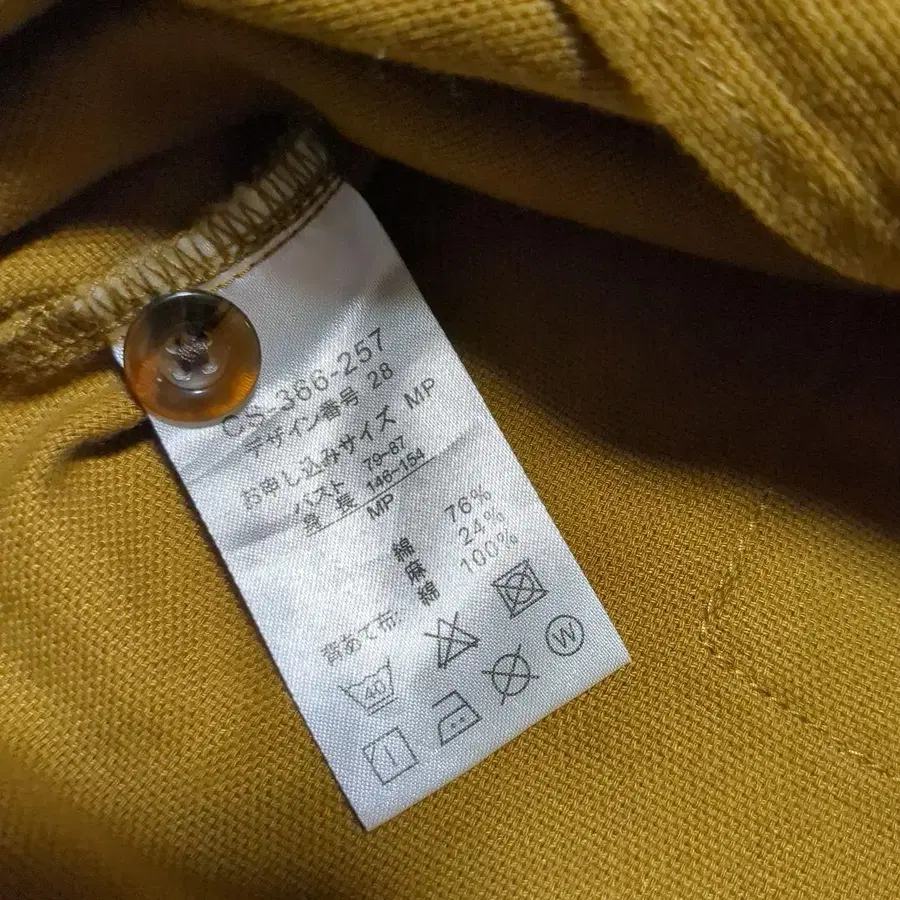 CS-366-257
デザイン番号 28
お申し込みサイズ MP
バスト 79-87
身長 146-154
MP
綿 76%
麻 24%
背あて布: 綿 100%
40
W